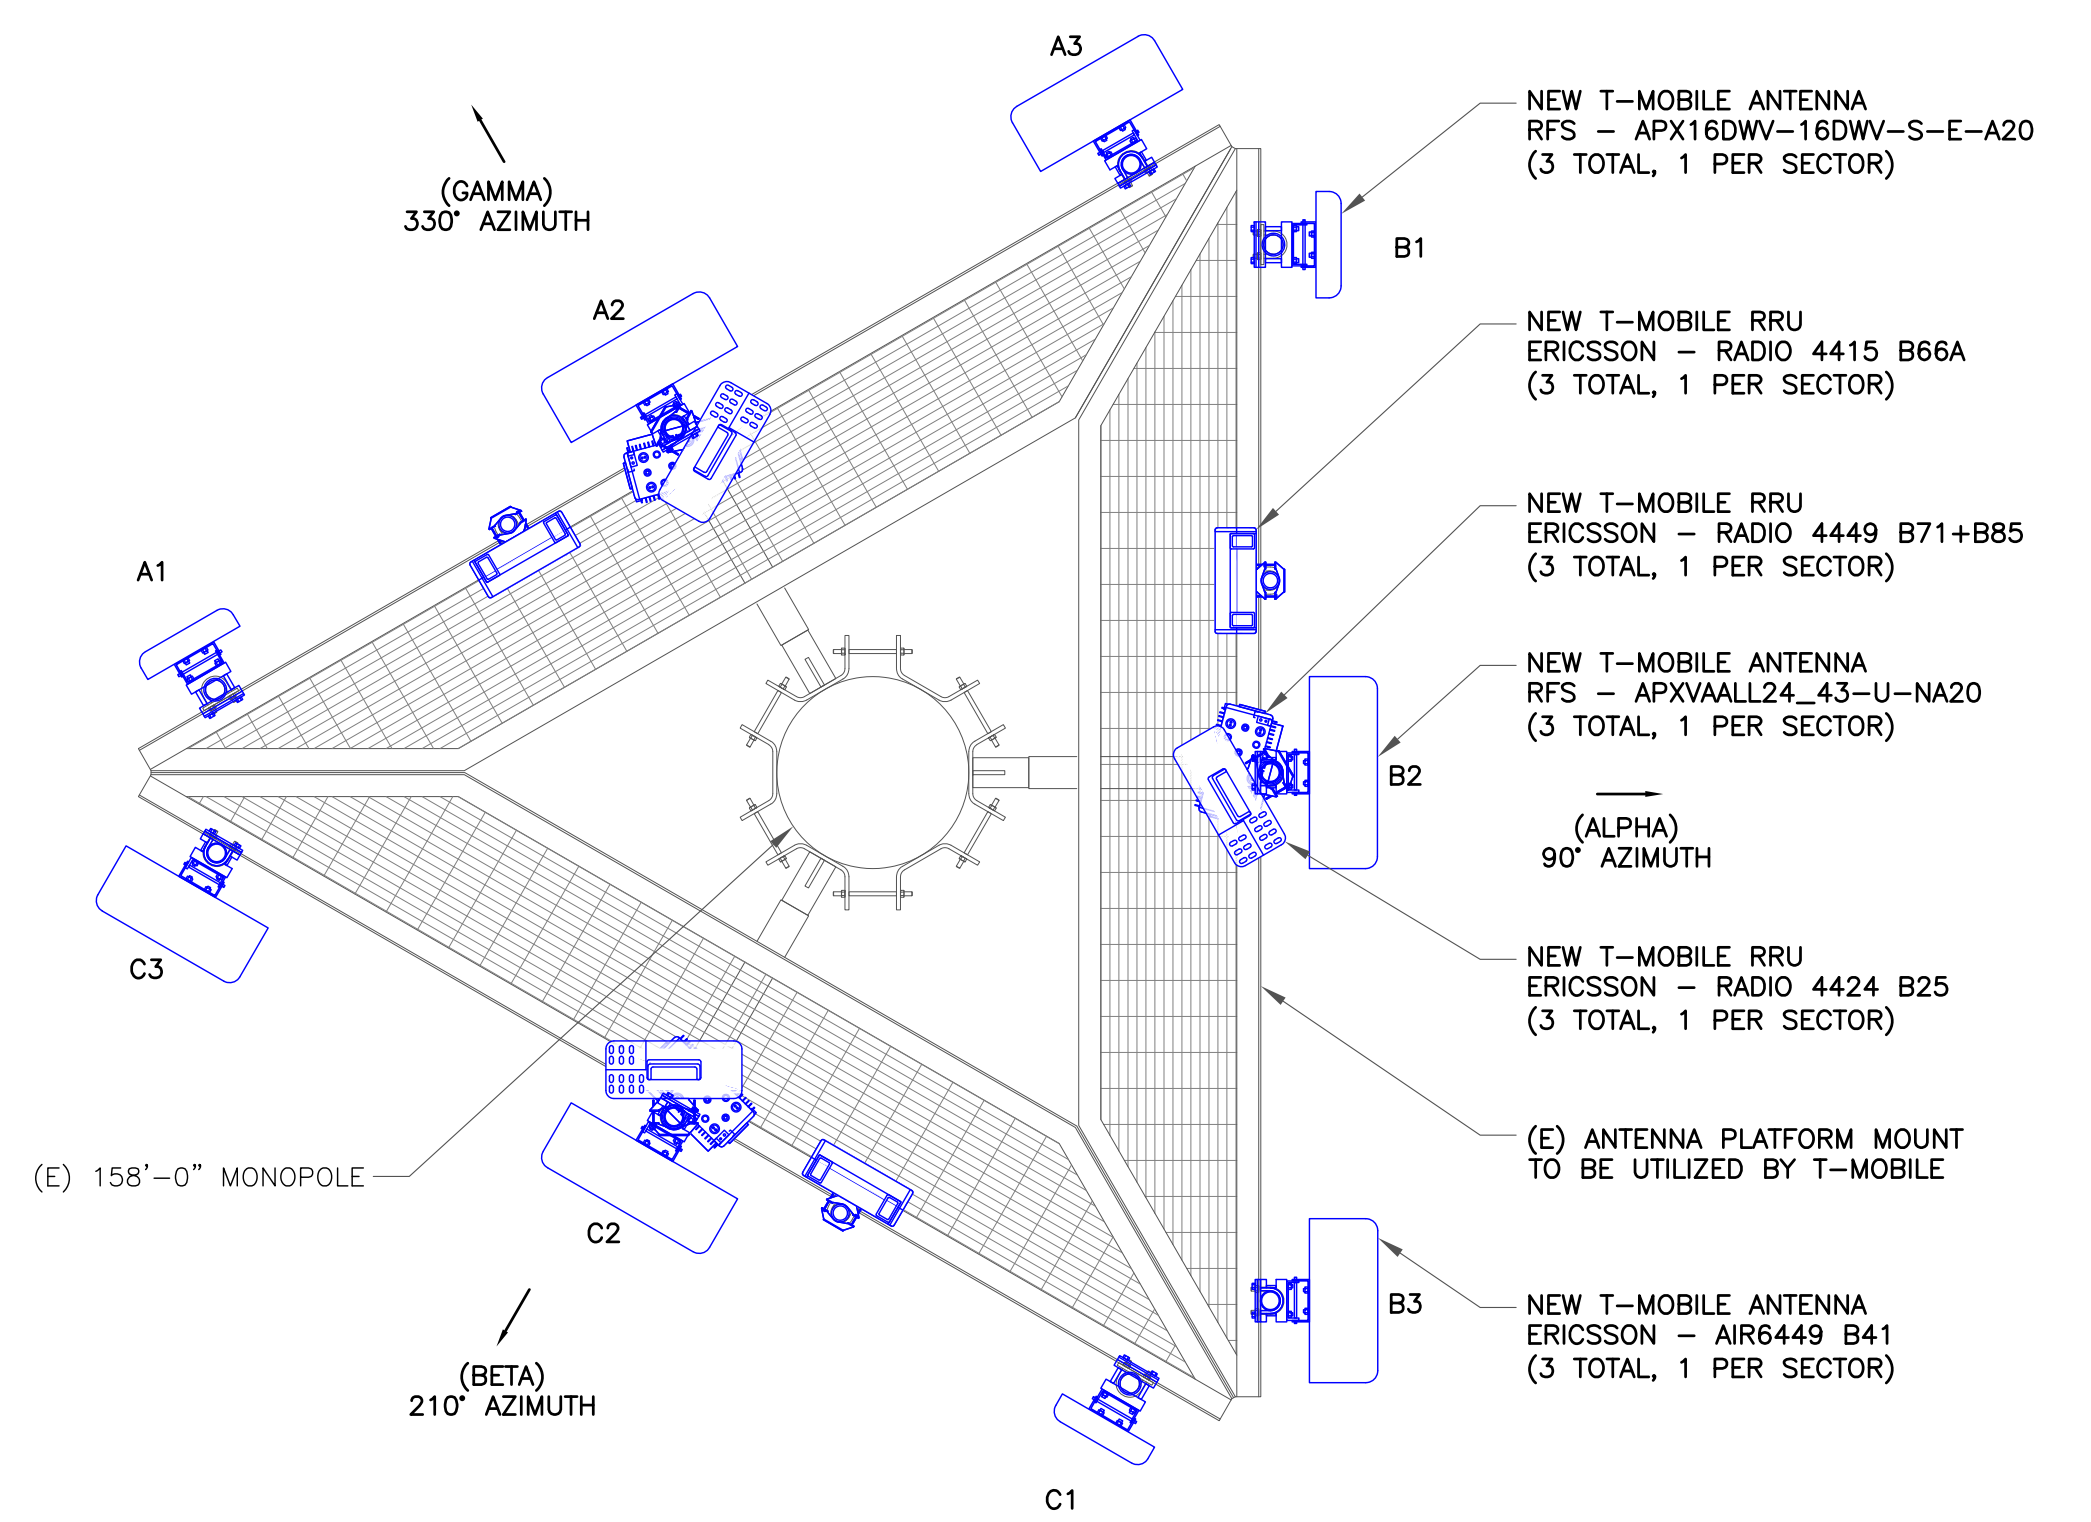 A3
NEW T-MOBILE ANTENNA
RFS - APX16DWV-16DWV-S-E-A20
(3 TOTAL, 1 PER SECTOR)
(GAMMA)
330° AZIMUTH
B1
A2
NEW T-MOBILE RRU
ERICSSON - RADIO 4415 B66A
(3 TOTAL, 1 PER SECTOR)
NEW T-MOBILE RRU
ERICSSON - RADIO 4449 B71+B85
(3 TOTAL, 1 PER SECTOR)
A1
NEW T-MOBILE ANTENNA
RFS - APXVAALL24_43-U-NA20
(3 TOTAL, 1 PER SECTOR)
B2
(ALPHA)
90° AZIMUTH
C3
NEW T-MOBILE RRU
ERICSSON - RADIO 4424 B25
(3 TOTAL, 1 PER SECTOR)
(E) ANTENNA PLATFORM MOUNT
TO BE UTILIZED BY T-MOBILE
(E) 158'-0" MONOPOLE
C2
B3
NEW T-MOBILE ANTENNA
ERICSSON - AIR6449 B41
(3 TOTAL, 1 PER SECTOR)
(BETA)
210° AZIMUTH
C1